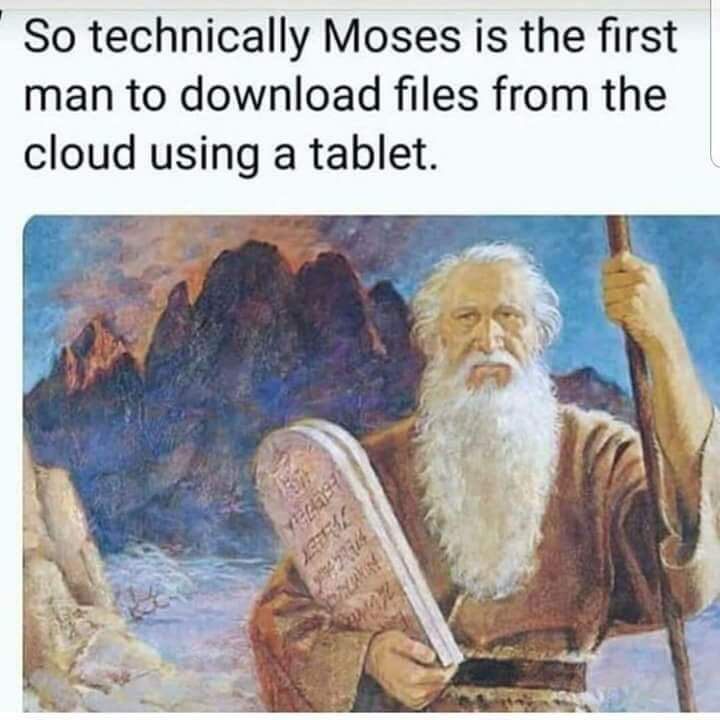 So technically Moses is the first
man to download files from the
cloud using a tablet.